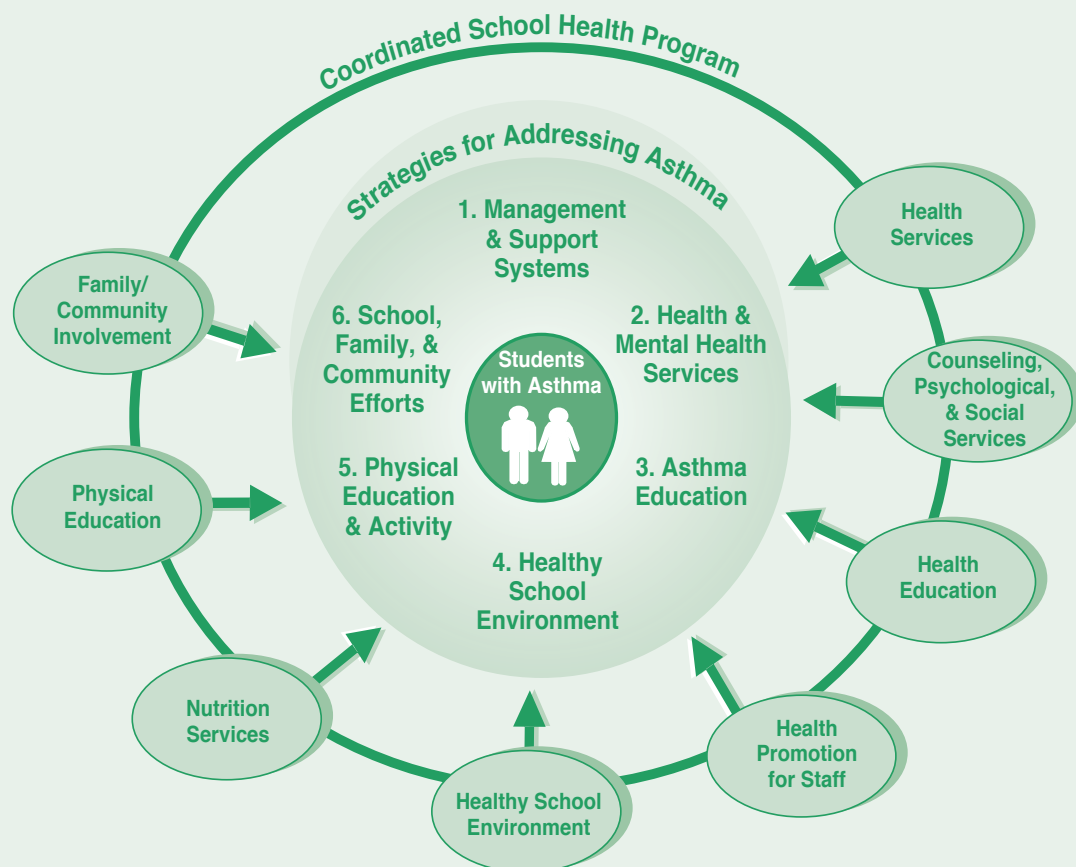 Coordinated School Health Program
Strategies for Addressing Asthma
1. Management
& Support
Systems
2. Health &
Mental Health
Services
3. Asthma
Education
4. Healthy
School
Environment
5. Physical
Education
& Activity
6. School,
Family, &
Community
Efforts
Students
with Asthma
Health
Services
Counseling,
Psychological,
& Social
Services
Health
Education
Health
Promotion
for Staff
Healthy School
Environment
Nutrition
Services
Physical
Education
Family/
Community
Involvement